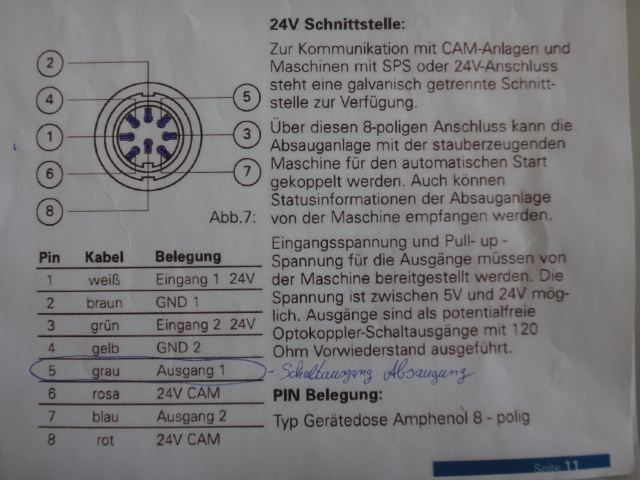 24V Schnittstelle:
Zur Kommunikation mit CAM-Anlagen und
Maschinen mit SPS oder 24V-Anschluss
steht eine galvanisch getrennte Schnitt-
stelle zur Verfügung.
Über diesen 8-poligen Anschluss kann die
Absauganlage mit der stauberzeugenden
Maschine für den automatischen Start
gekoppelt werden. Auch können
Statusinformationen der Absauganlage
von der Maschine empfangen werden.
Eingangsspannung und Pull- up -
Spannung für die Ausgänge müssen von
der Maschine bereitgestellt werden. Die
Spannung ist zwischen 5V und 24V mög-
lich. Ausgänge sind als potentialfreie
Optokoppler-Schaltausgänge mit 120
Ohm Vorwiederstand ausgeführt.
2
4
5
1
3
6
7
8
Abb.7:
Pin Kabel Belegung
1 weiß Eingang 1 24V
2 braun GND 1
3 grün Eingang 2 24V
4 gelb GND 2
5 grau Ausgang 1 - Schaltausgang Absaugung
6 rosa 24V CAM
7 blau Ausgang 2
8 rot 24V CAM
PIN Belegung:
Typ Gerätedose Amphenol 8 - polig
Seite 11